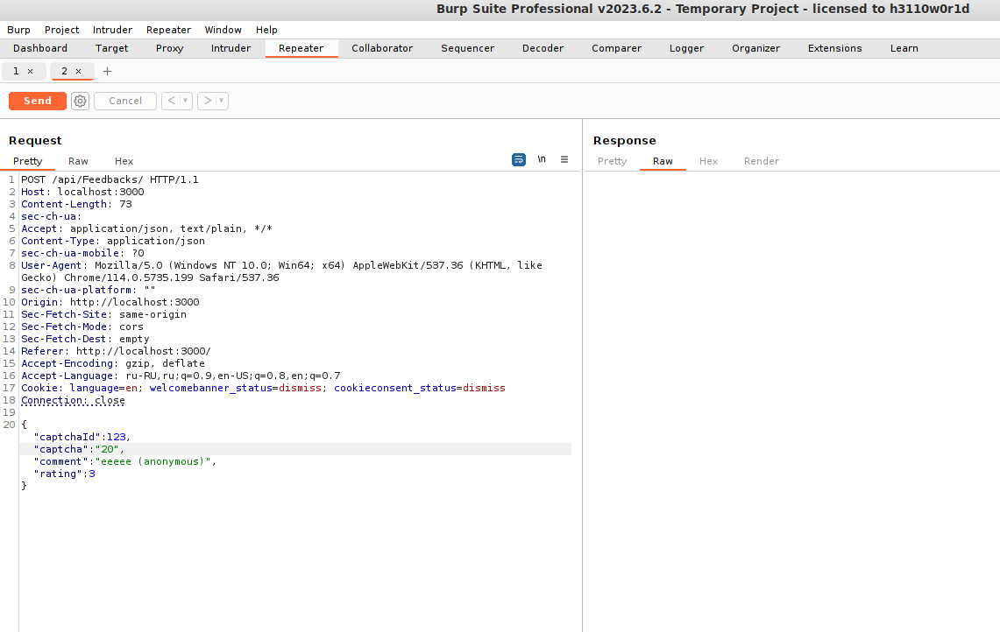 Burp Suite Professional v2023.6.2 - Temporary Project - licensed to h3110w0r1d
Burp Project Intruder Repeater Window Help
Dashboard Target Proxy Intruder Repeater Collaborator Sequencer Decoder Comparer Logger Organizer Extensions Learn
1 × 2 × +
Send Cancel < ▾ > ▾
Request
Pretty Raw Hex \n ≡
1 POST /api/Feedbacks/ HTTP/1.1
2 Host: localhost:3000
3 Content-Length: 73
4 sec-ch-ua:
5 Accept: application/json, text/plain, */*
6 Content-Type: application/json
7 sec-ch-ua-mobile: ?0
8 User-Agent: Mozilla/5.0 (Windows NT 10.0; Win64; x64) AppleWebKit/537.36 (KHTML, like
Gecko) Chrome/114.0.5735.199 Safari/537.36
9 sec-ch-ua-platform: ""
10 Origin: http://localhost:3000
11 Sec-Fetch-Site: same-origin
12 Sec-Fetch-Mode: cors
13 Sec-Fetch-Dest: empty
14 Referer: http://localhost:3000/
15 Accept-Encoding: gzip, deflate
16 Accept-Language: ru-RU,ru;q=0.9,en-US;q=0.8,en;q=0.7
17 Cookie: language=en; welcomebanner_status=dismiss; cookieconsent_status=dismiss
18 Connection: close
19
20 {
"captchaId":123,
"captcha":"20",
"comment":"eeeee (anonymous)",
"rating":3
}
Response
Pretty Raw Hex Render